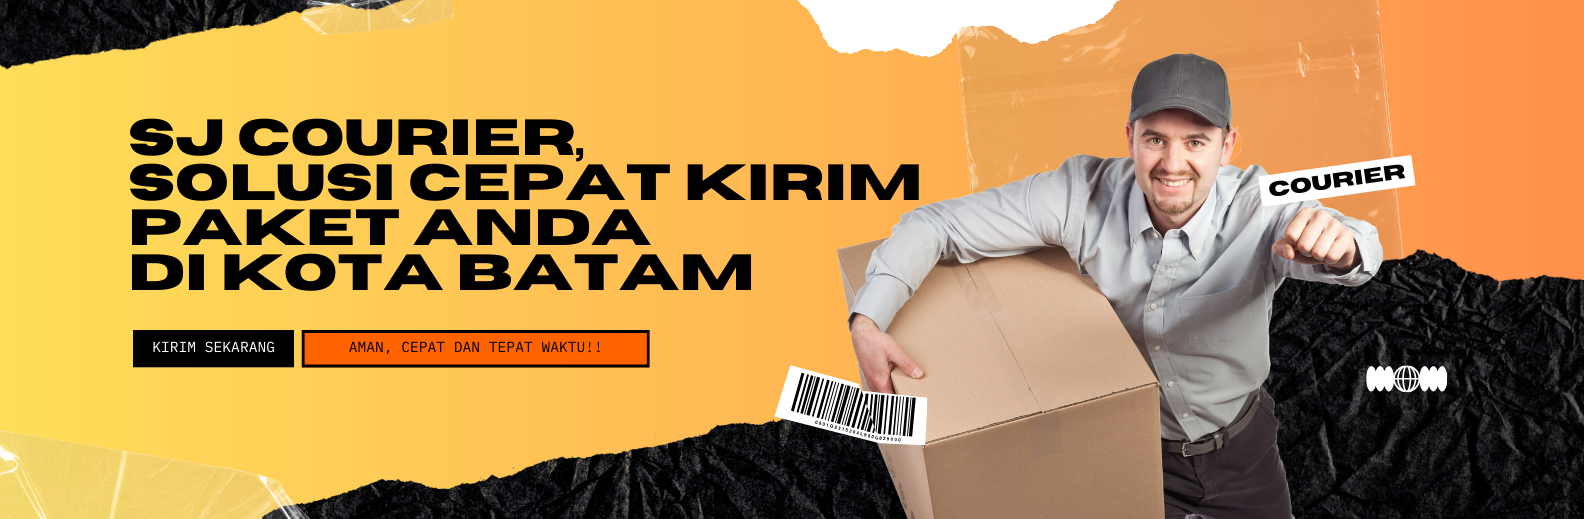 SJ COURIER,
SOLUSI CEPAT KIRIM
PAKET ANDA
DI KOTA BATAM
KIRIM SEKARANG
AMAN, CEPAT DAN TEPAT WAKTU!!
COURIER